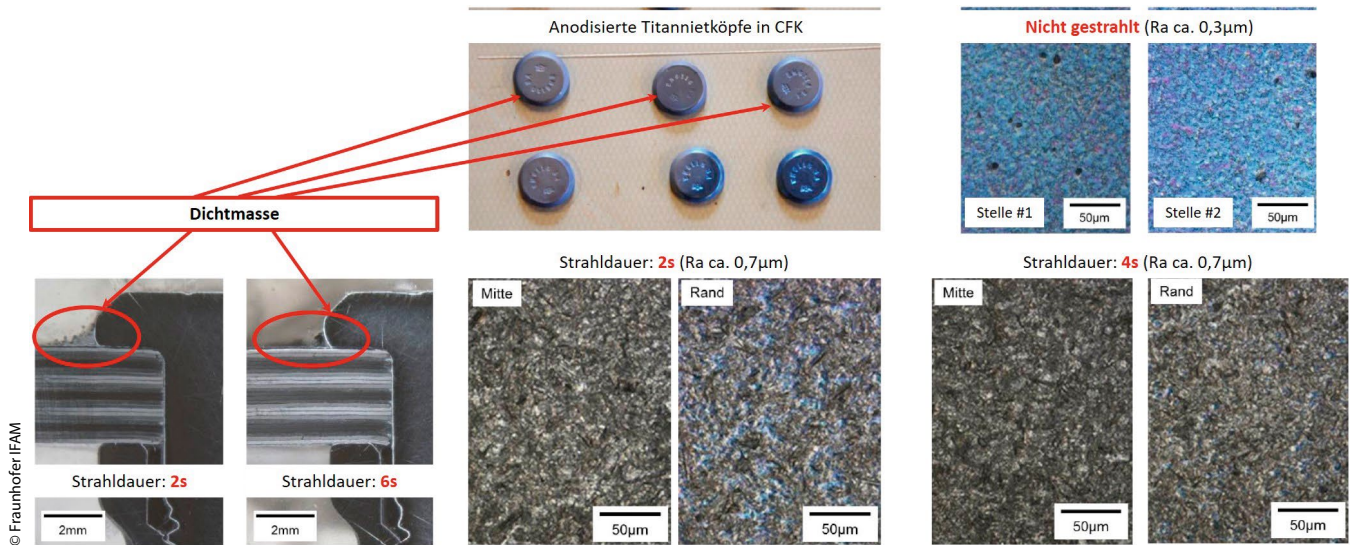 Anodisierte Titannietköpfe in CFK
Nicht gestrahlt (Ra ca. 0,3µm)
Stelle #1
50µm
Stelle #2
50µm
Dichtmasse
Strahldauer: 2s (Ra ca. 0,7µm)
Mitte
50µm
Rand
50µm
Strahldauer: 4s (Ra ca. 0,7µm)
Mitte
50µm
Rand
50µm
Strahldauer: 2s
2mm
Strahldauer: 6s
2mm
© Fraunhofer IFAM